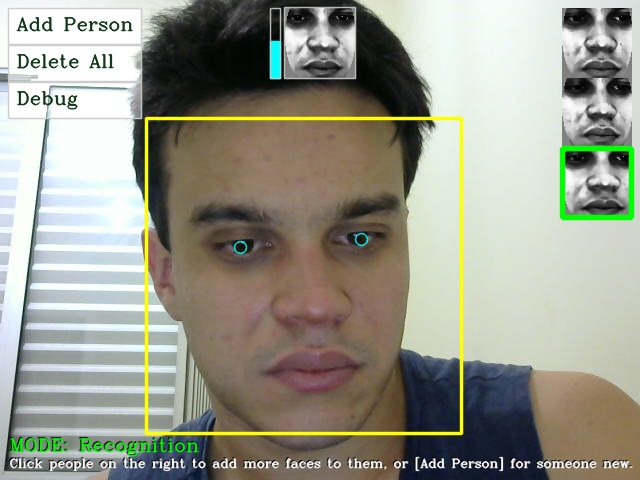 Add Person
Delete All
Debug
MODE: Recognition
Click people on the right to add more faces to them, or [Add Person] for someone new.